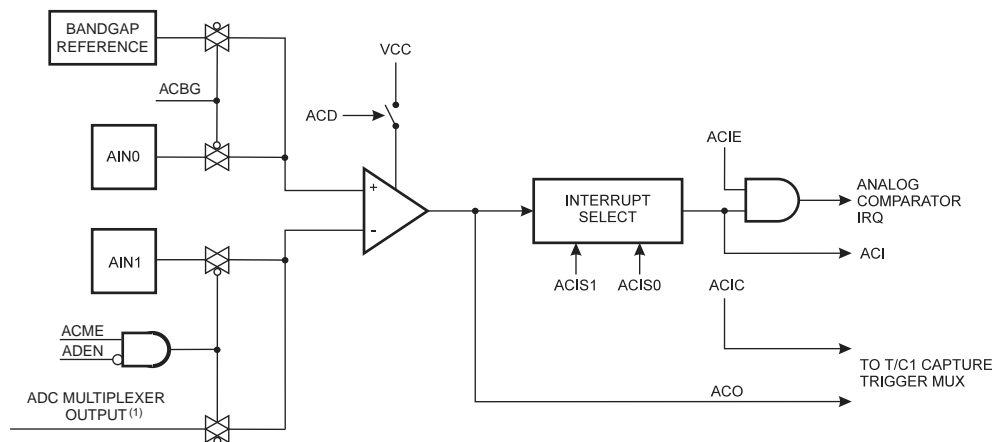 BANDGAP
REFERENCE
VCC
ACBG
ACD
AIN0
ACIE
+
INTERRUPT
SELECT
ANALOG
COMPARATOR
IRQ
-
AIN1
ACI
ACIS1 ACIS0 ACIC
ACME
ADEN
TO T/C1 CAPTURE
TRIGGER MUX
ADC MULTIPLEXER
OUTPUT(1)
ACO